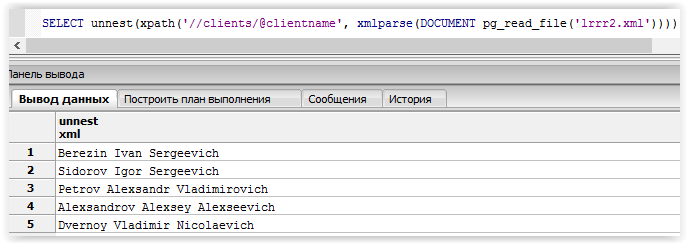 SELECT unnest(xpath('//clients/@clientname', xmlparse(DOCUMENT pg_read_file('lrrr2.xml'))))
Панель вывода
Вывод данных Построить план выполнения Сообщения История
unnest
xml
1 Berezin Ivan Sergeevich
2 Sidorov Igor Sergeevich
3 Petrov Alexsandr Vladimirovich
4 Alexsandrov Alexsey Alexseevich
5 Dvernoy Vladimir Nicolaevich